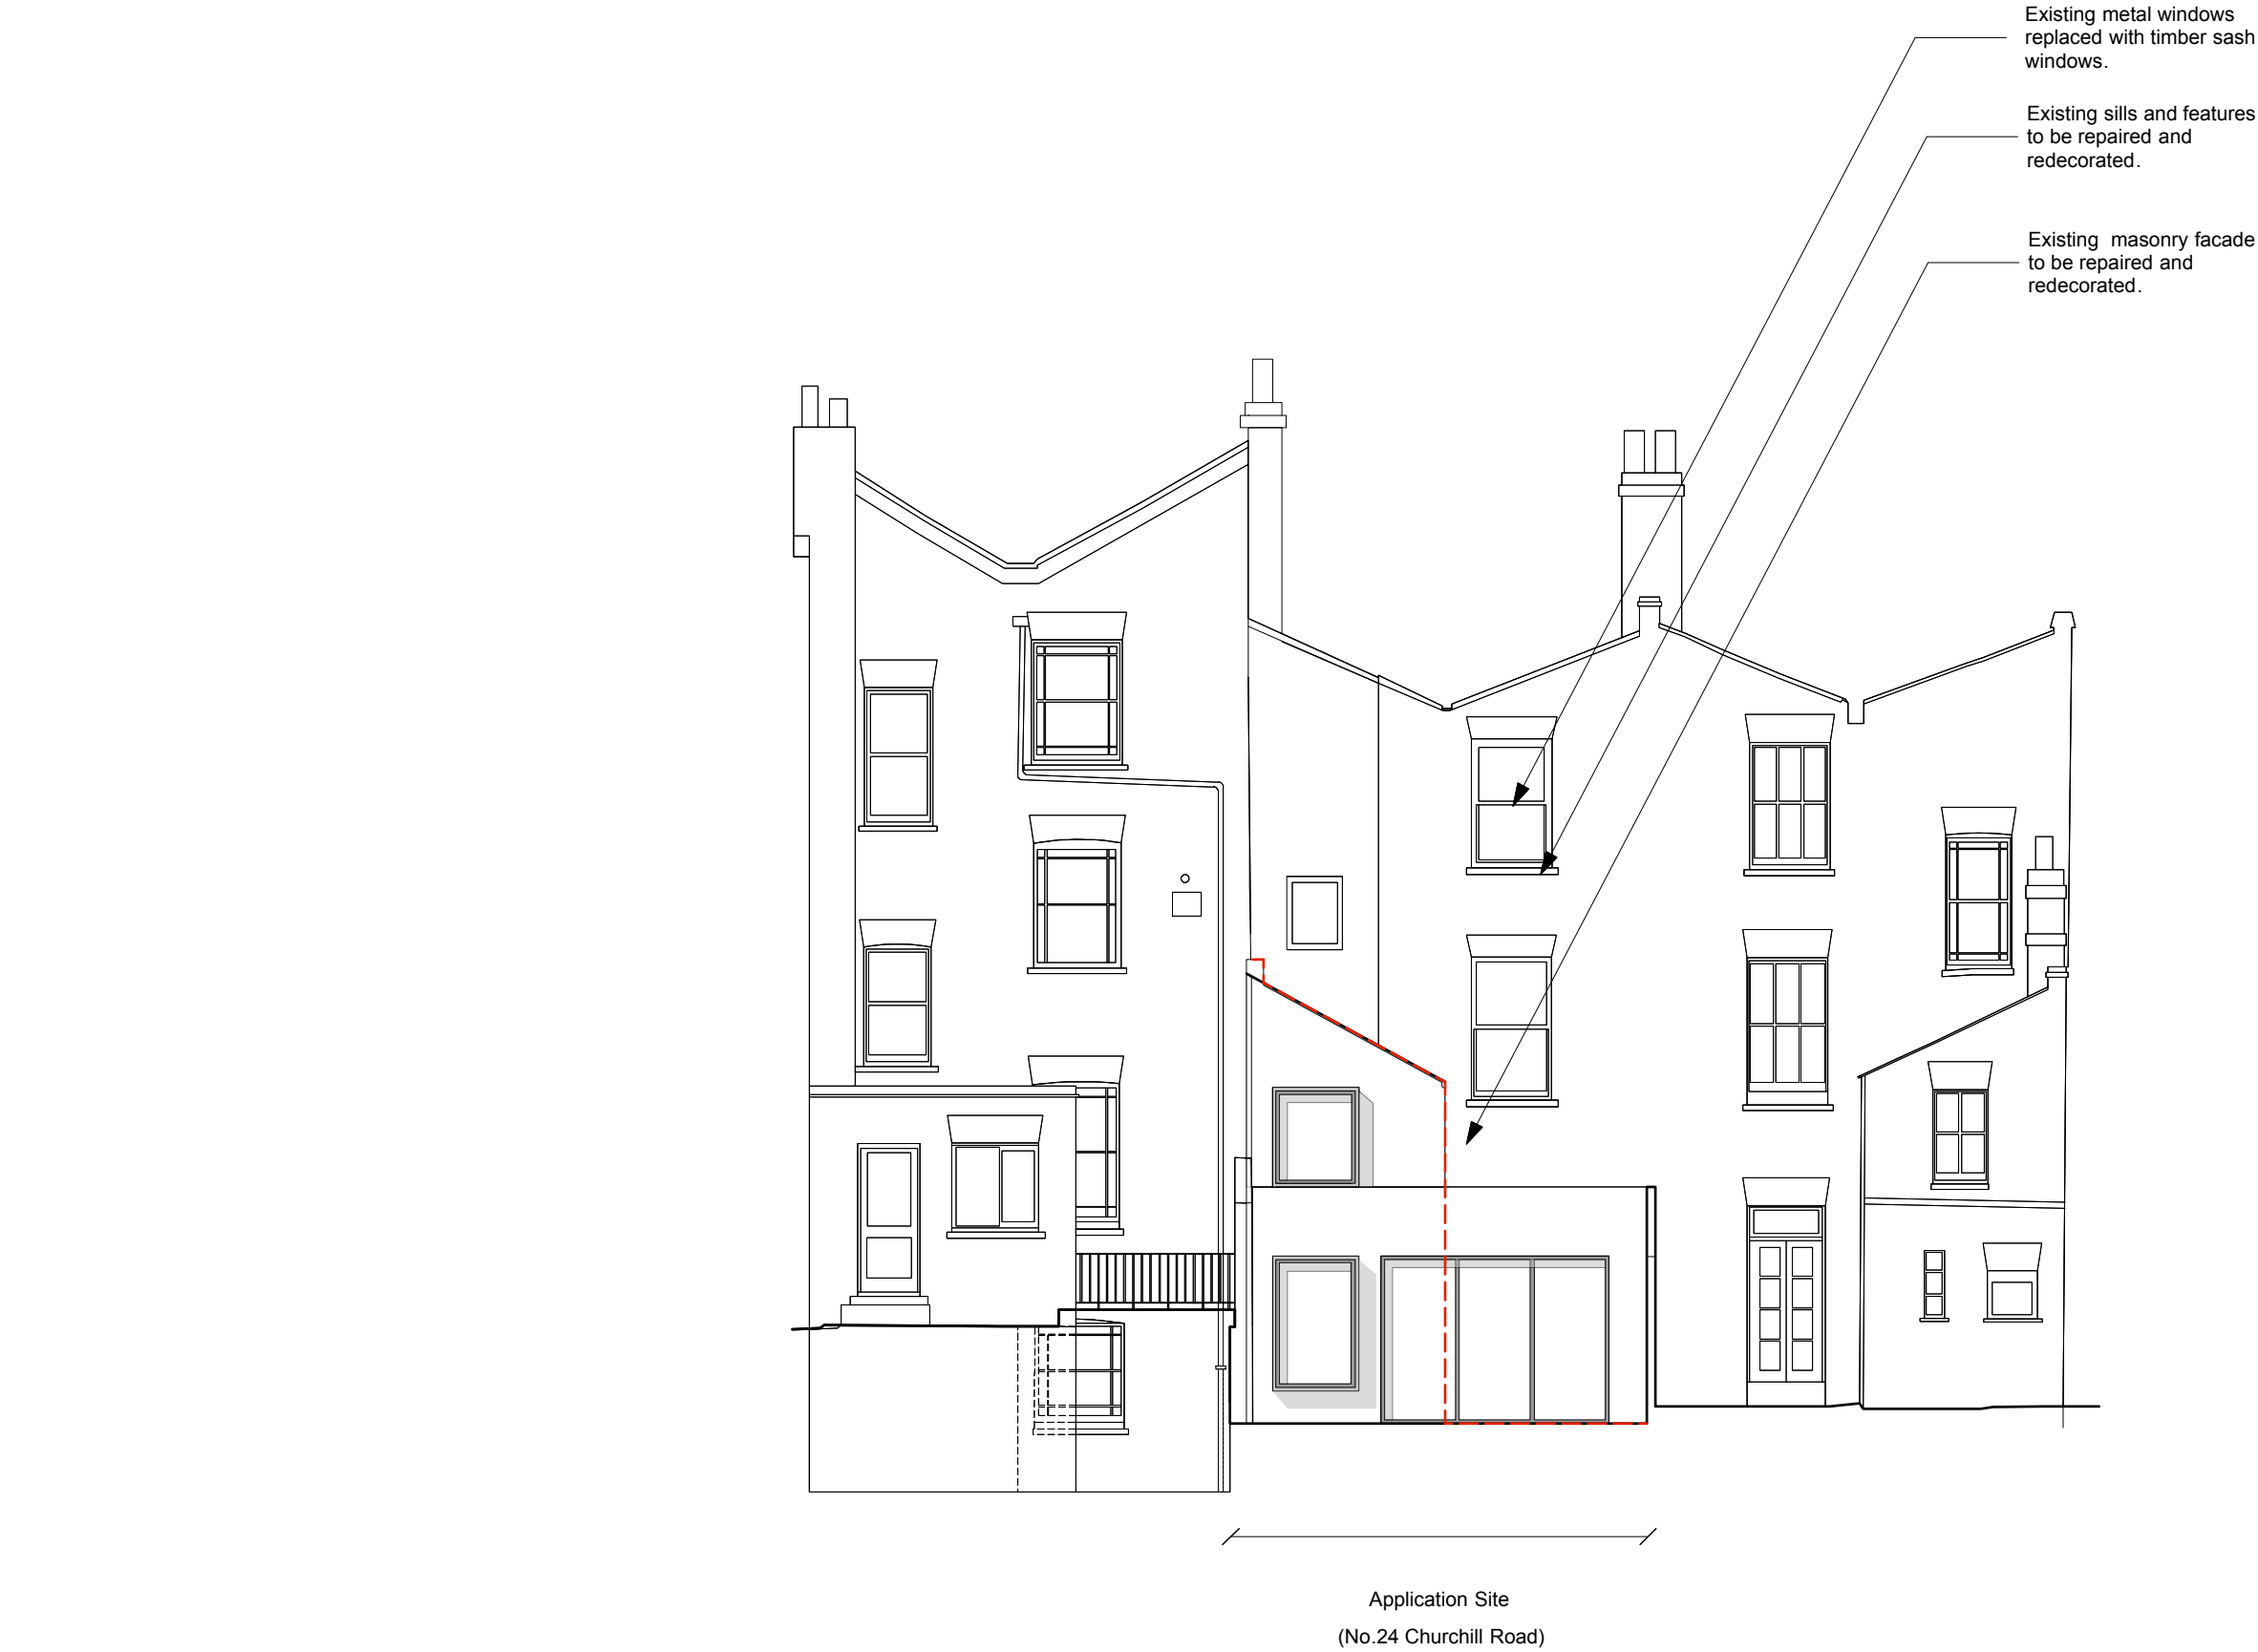 Existing metal windows
replaced with timber sash
windows.
Existing sills and features
to be repaired and
redecorated.
Existing masonry facade
to be repaired and
redecorated.
Application Site
(No.24 Churchill Road)